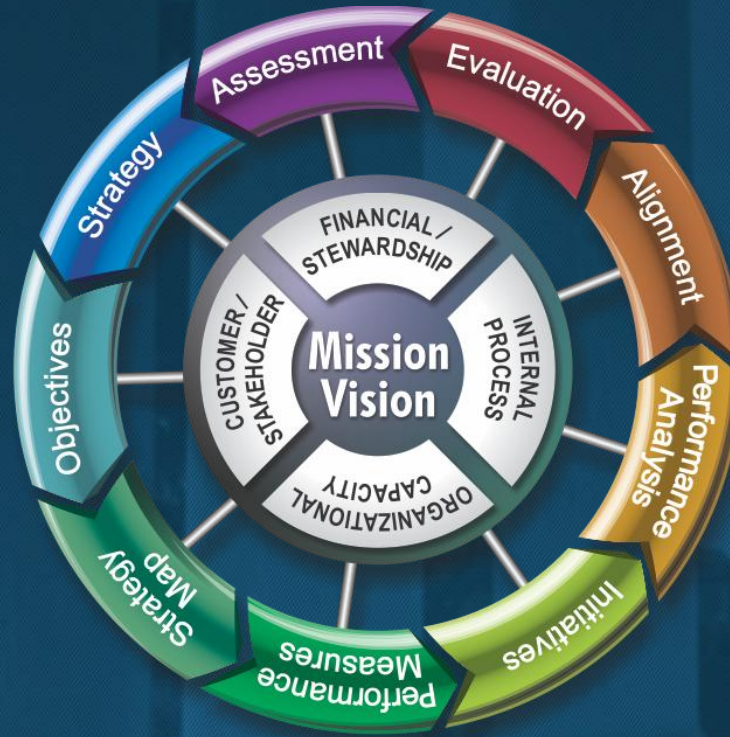 Assessment
Evaluation
Alignment
Performance
Analysis
Initiatives
Performance
Measures
Strategy
Map
Objectives
Strategy
FINANCIAL /
STEWARDSHIP
INTERNAL
PROCESS
ORGANIZATIONAL
CAPACITY
CUSTOMER /
STAKEHOLDER
Mission
Vision